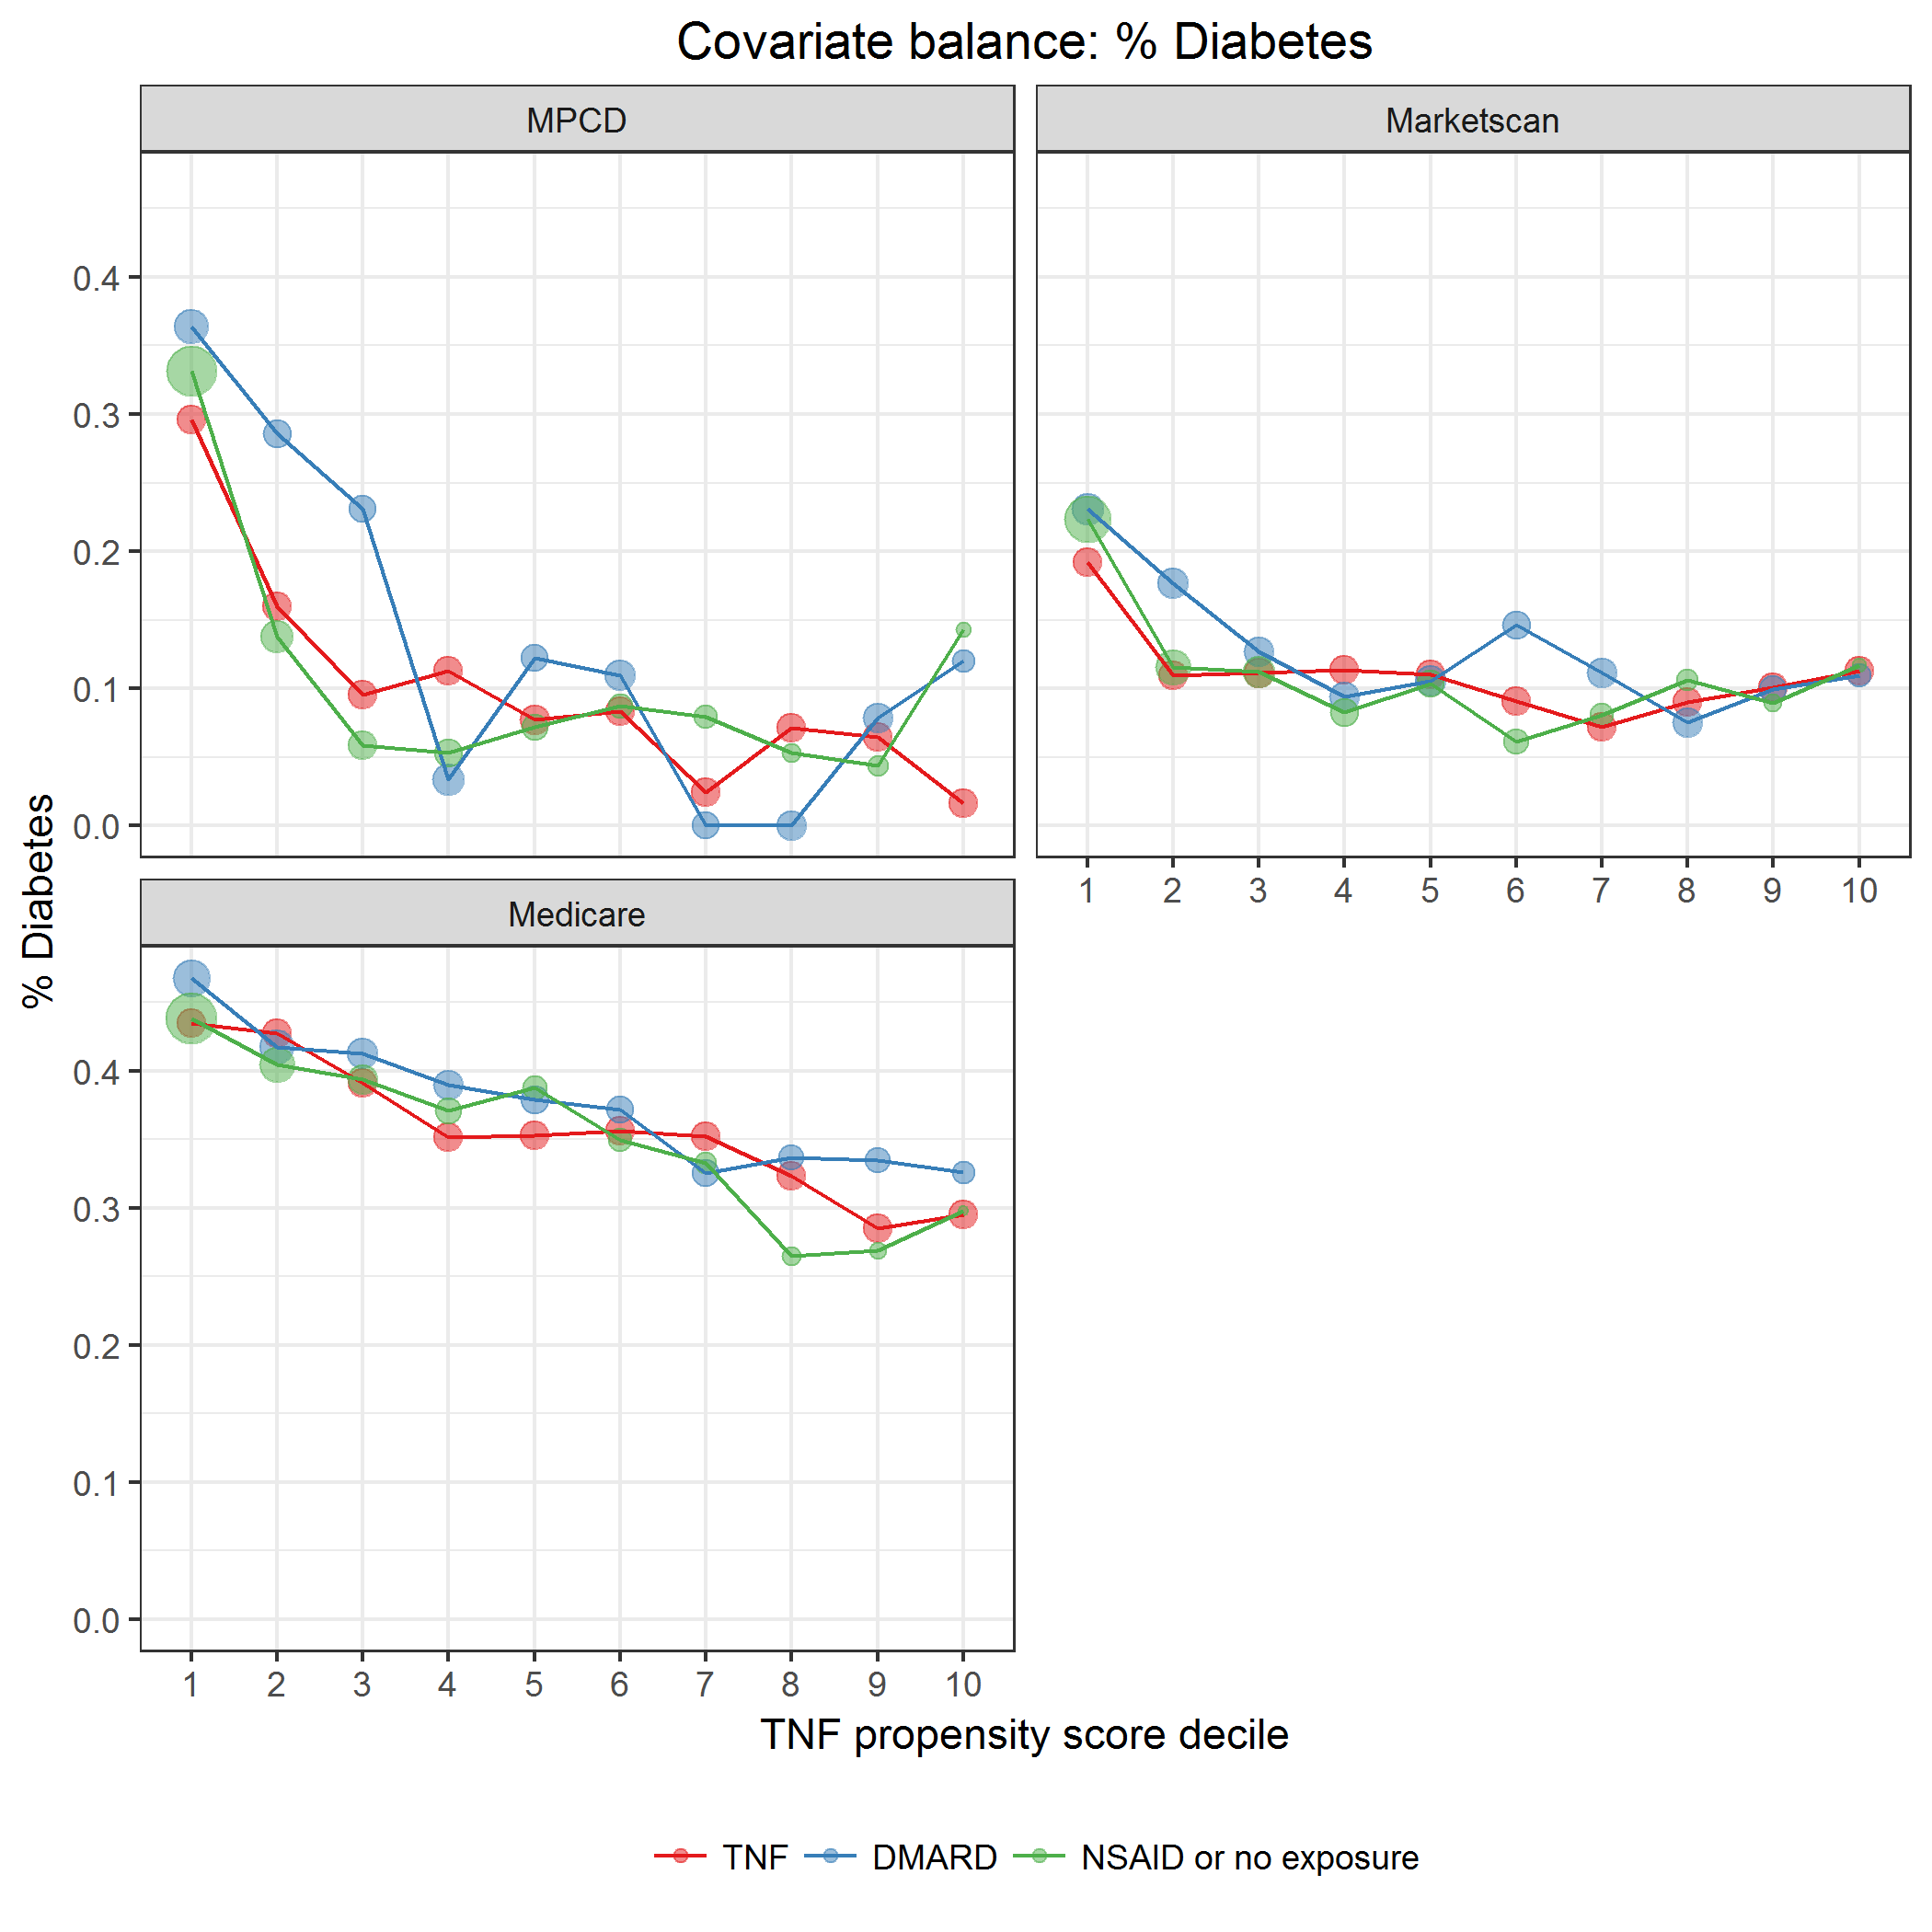 Covariate balance: % Diabetes
MPCD
Marketscan
0.4
0.3
0.2
0.1
0.0
1 2 3 4 5 6 7 8 9 10
Medicare
0.4
0.3
0.2
0.1
0.0
1 2 3 4 5 6 7 8 9 10
% Diabetes
TNF propensity score decile
TNF DMARD NSAID or no exposure